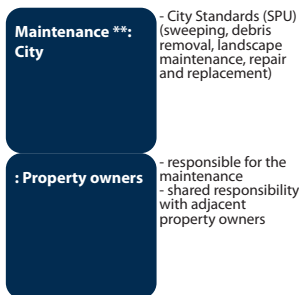 Maintenance **:
City
- City Standards (SPU)
(sweeping, debris
removal, landscape
maintenance, repair
and replacement)
: Property owners
- responsible for the
maintenance
- shared responsibility
with adjacent
property owners